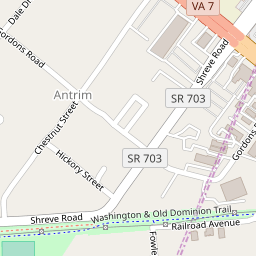 Dale Dri
VA 7
Gordons Road
Shreve Road
Antrim
SR 703
Chestnut Street
Gordons
SR 703
Hickory Street
Shreve Road
Washington & Old Dominion Trail
Railroad Avenue
Fowle